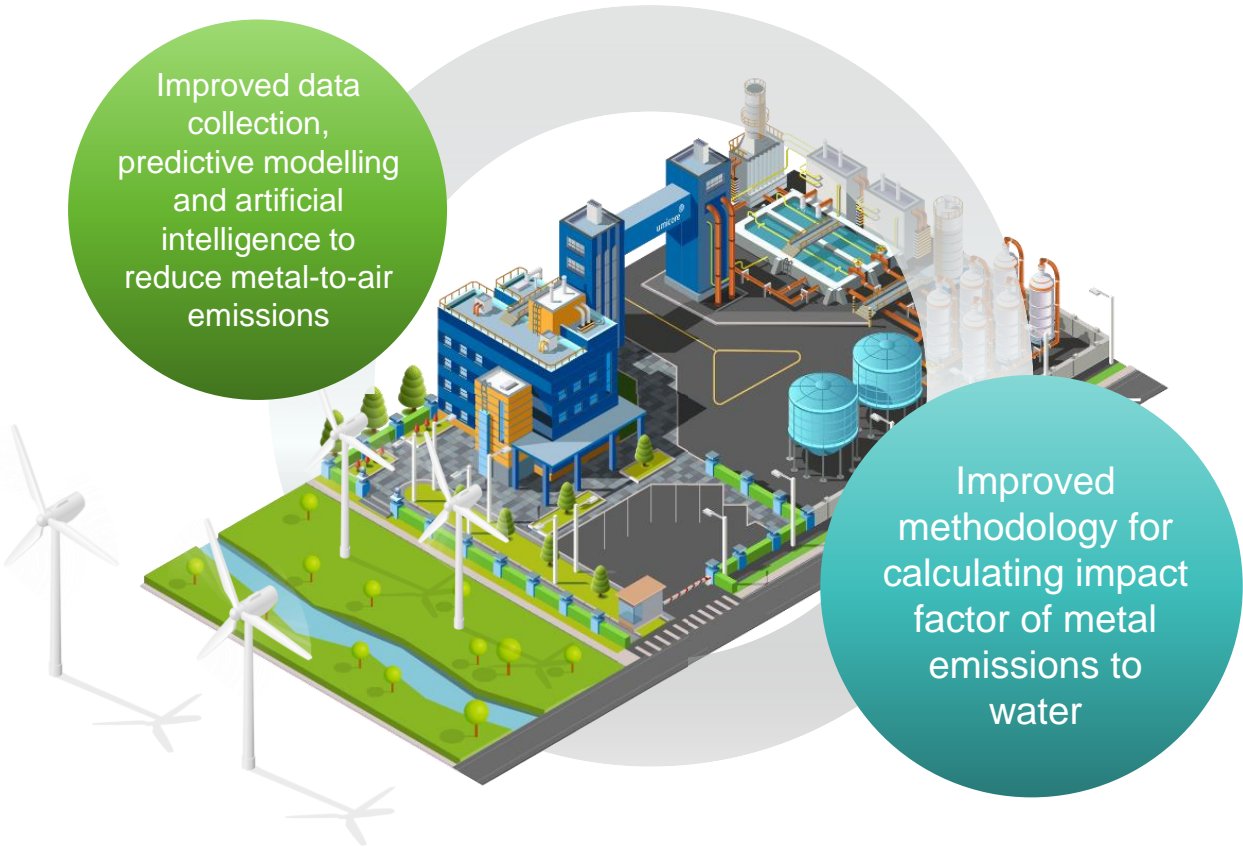 Improved data
collection,
predictive modelling
and artificial
intelligence to
reduce metal-to-air
emissions
umicore
Improved
methodology for
calculating impact
factor of metal
emissions to
water